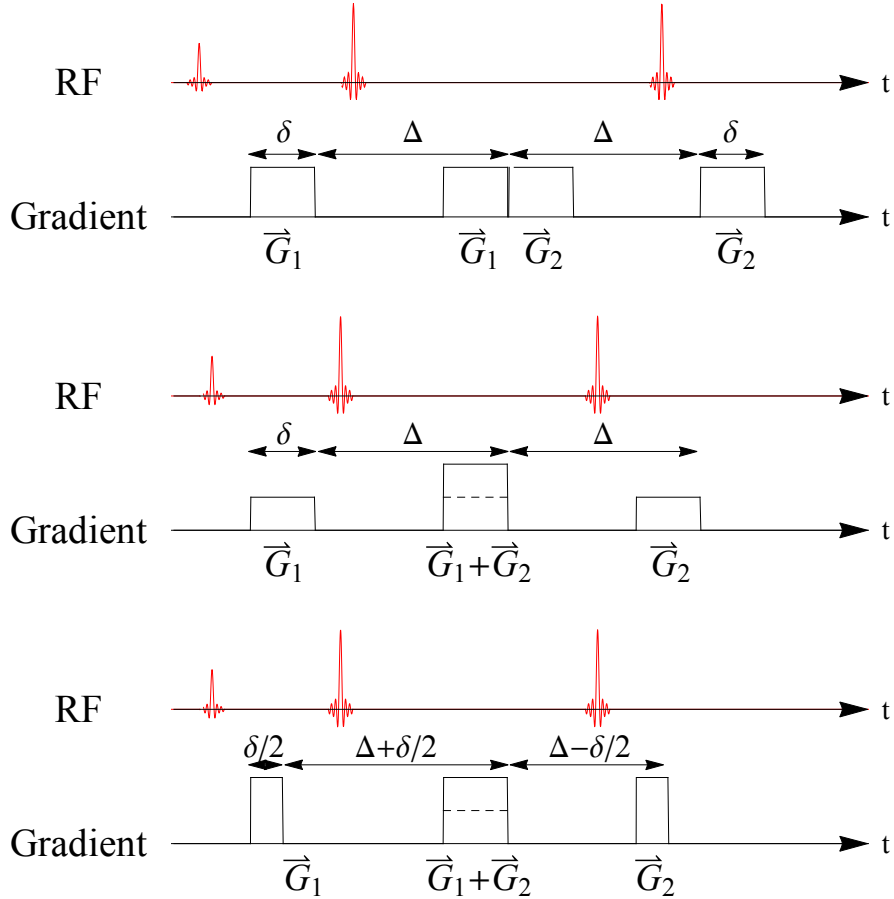 RF t
δ Δ Δ δ
Gradient t
G⃗₁ G⃗₁ G⃗₂ G⃗₂
RF t
δ Δ Δ
Gradient t
G⃗₁ G⃗₁+G⃗₂ G⃗₂
RF t
δ/2 Δ+δ/2 Δ−δ/2
Gradient t
G⃗₁ G⃗₁+G⃗₂ G⃗₂